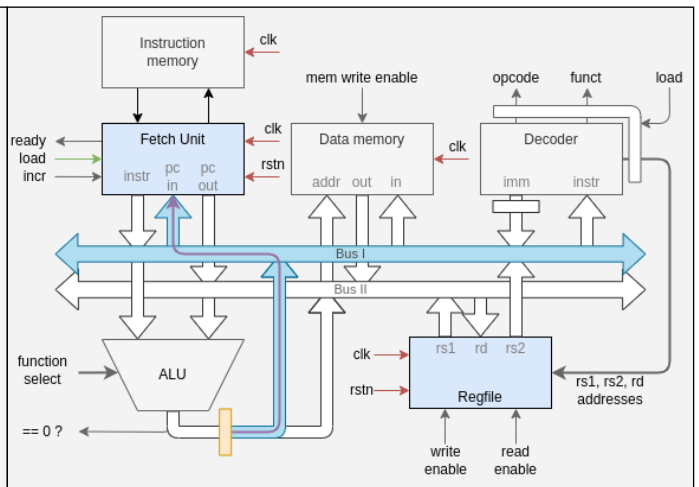 Instruction
memory
clk
mem write enable
opcode
funct
load
ready
load
incr
Fetch Unit
instr
pc
in
pc
out
clk
rstn
Data memory
addr
out
in
clk
Decoder
imm
instr
Bus I
Bus II
function
select
ALU
== 0 ?
clk
rstn
rs1
rd
rs2
Regfile
rs1, rs2, rd
addresses
write
enable
read
enable